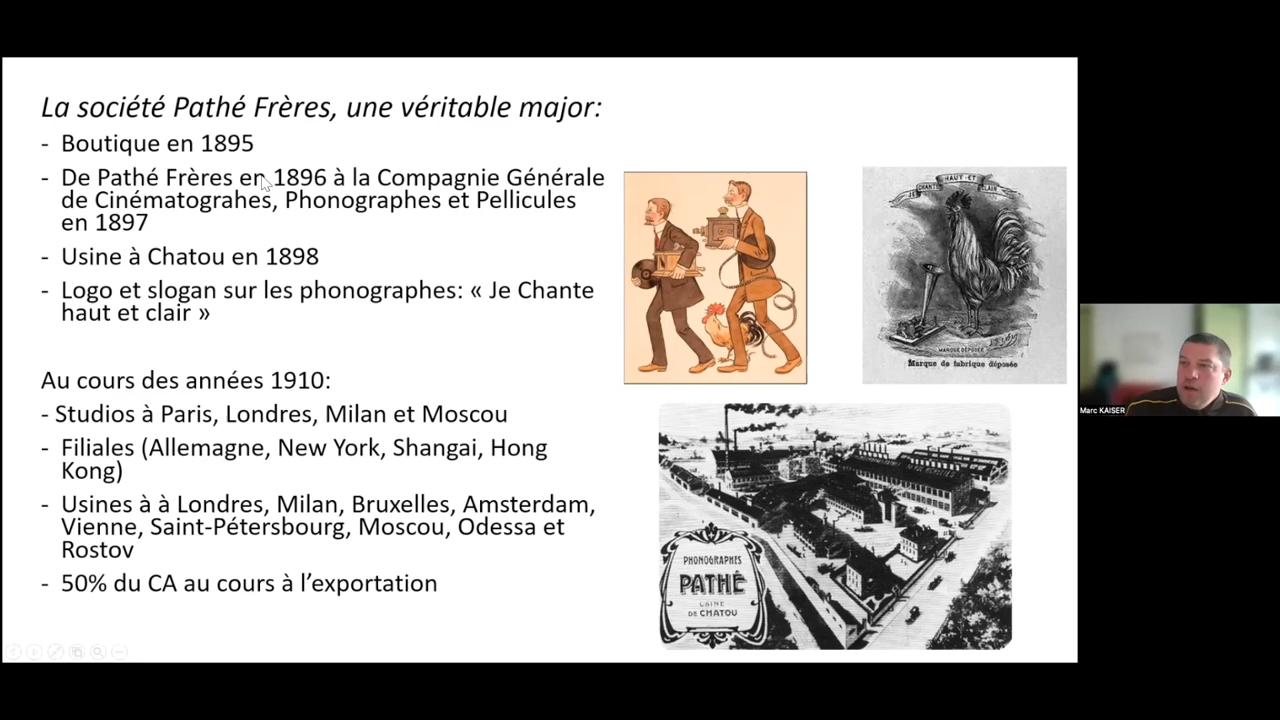 La société Pathé Frères, une véritable major:
- Boutique en 1895
- De Pathé Frères en 1896 à la Compagnie Générale
de Cinématograhes, Phonographes et Pellicules
en 1897
- Usine à Chatou en 1898
- Logo et slogan sur les phonographes: « Je Chante
haut et clair »
Au cours des années 1910:
- Studios à Paris, Londres, Milan et Moscou
- Filiales (Allemagne, New York, Shangai, Hong
Kong)
- Usines à à Londres, Milan, Bruxelles, Amsterdam,
Vienne, Saint-Pétersbourg, Moscou, Odessa et
Rostov
- 50% du CA au cours à l’exportation
CHANTE HAUT ET CLAIR
MARQUE DÉPOSÉE
Marque de fabrique déposée
PHONOGRAPHES
PATHÉ
USINE
DE CHATOU
Marc KAISER